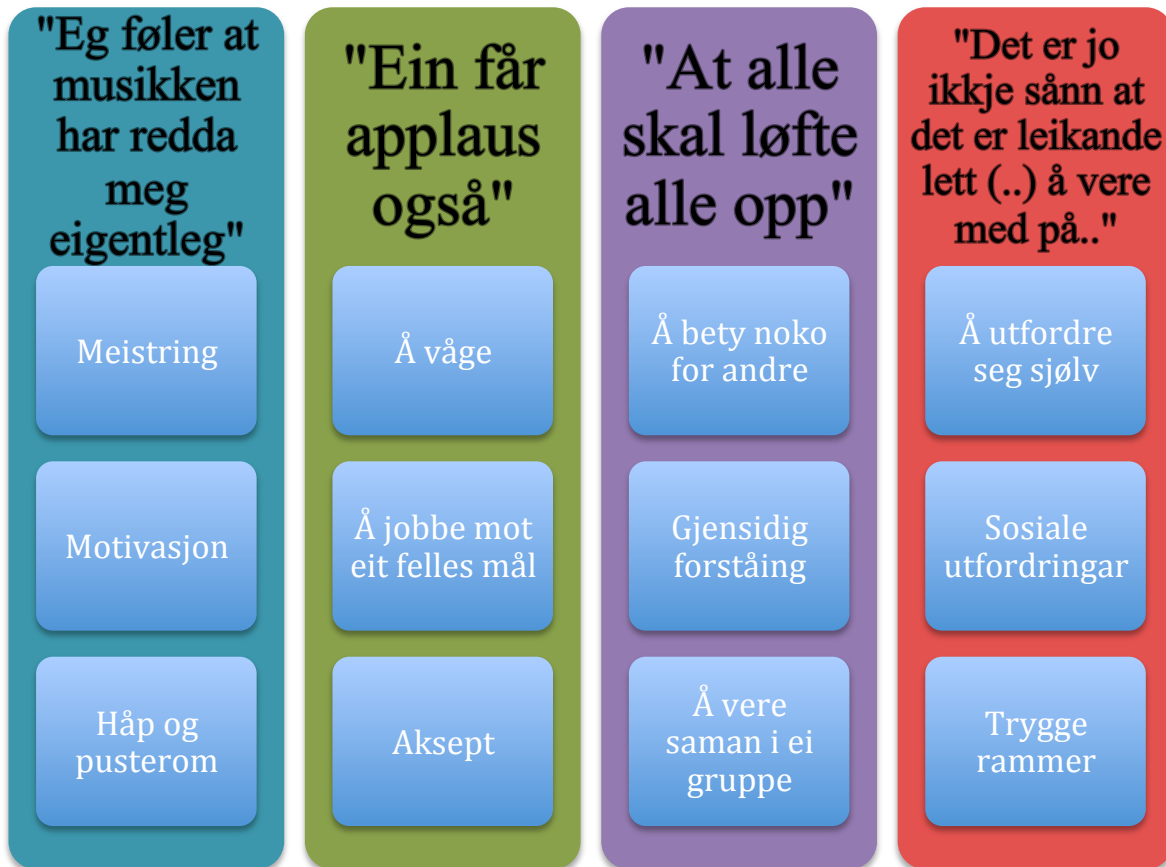 "Eg føler at
musikken
har redda
meg
eigentleg"
Meistring
Motivasjon
Håp og
pusterom
"Ein får
applaus
også"
Å våge
Å jobbe mot
eit felles mål
Aksept
"At alle
skal løfte
alle opp"
Å bety noko
for andre
Gjensidig
forståing
Å vere
saman i ei
gruppe
"Det er jo
ikkje sånn at
det er leikande
lett (..) å vere
med på.."
Å utfordre
seg sjølv
Sosiale
utfordringar
Trygge
rammer